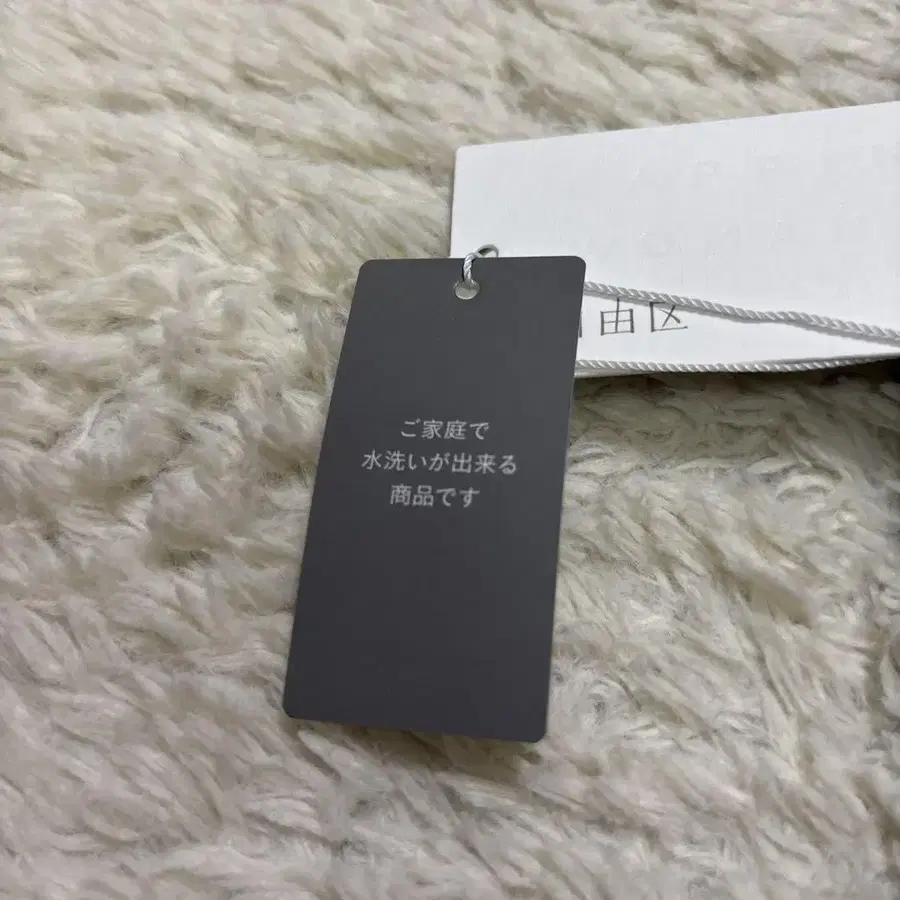 由区
ご家庭で
水洗いが出来る
商品です